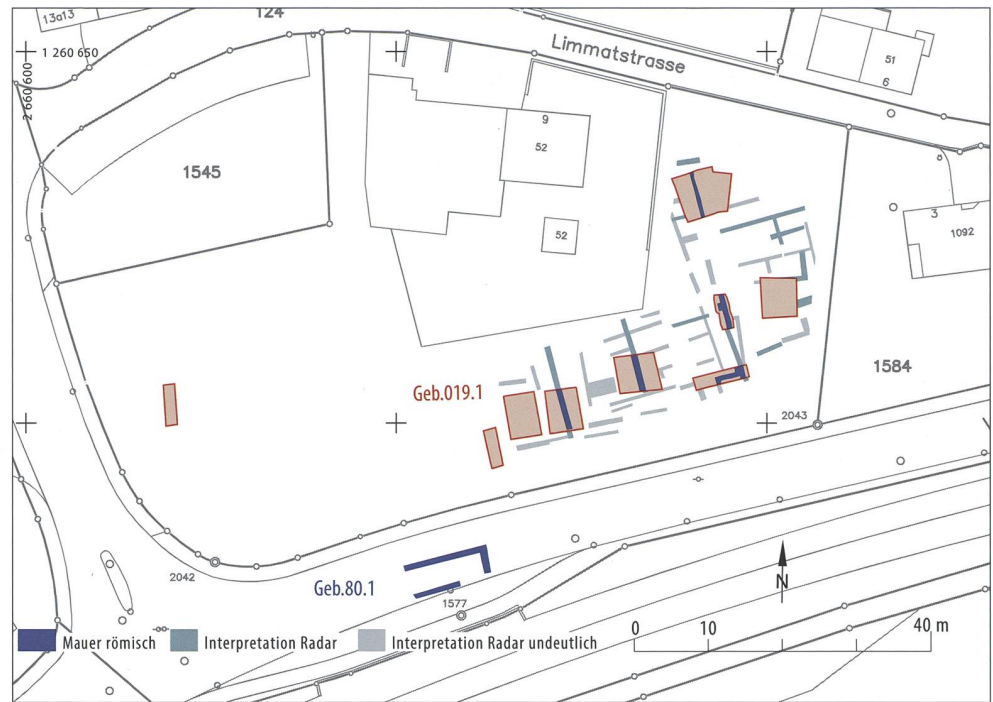 13a13
124
1 260 650
2 660 600
Limmatstrasse
51
6
9
52
1545
52
3
1092
Geb.019.1
1584
2043
2042
Geb.80.1
1577
N
Mauer römisch
Interpretation Radar
Interpretation Radar undeutlich
0 10 40 m